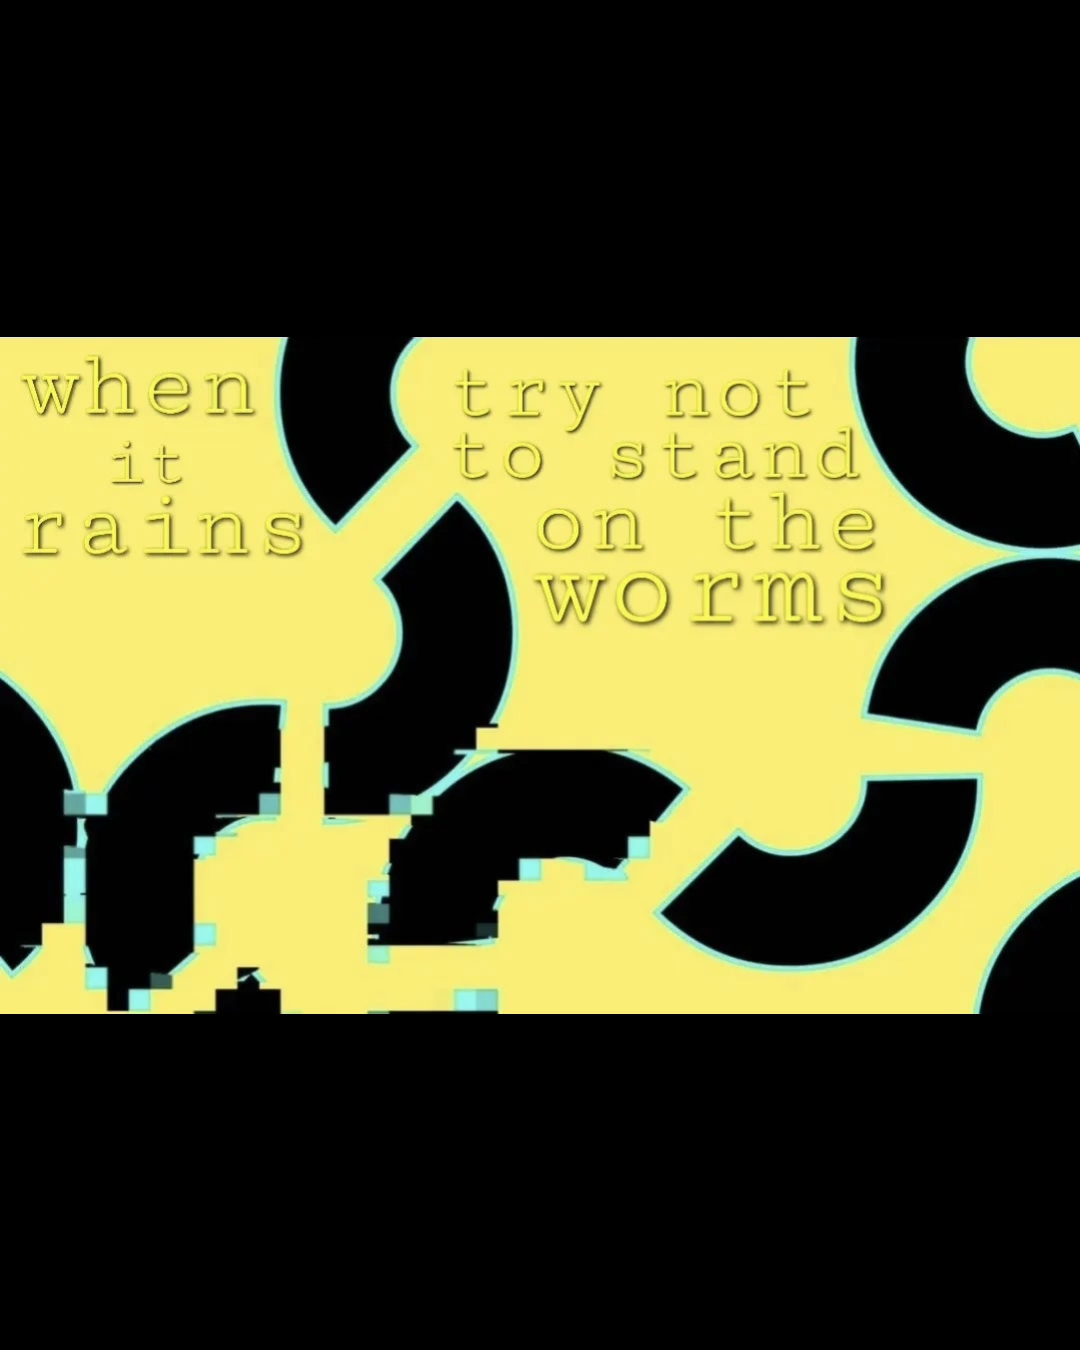 when
it
rains
try not
to stand
on the
worms